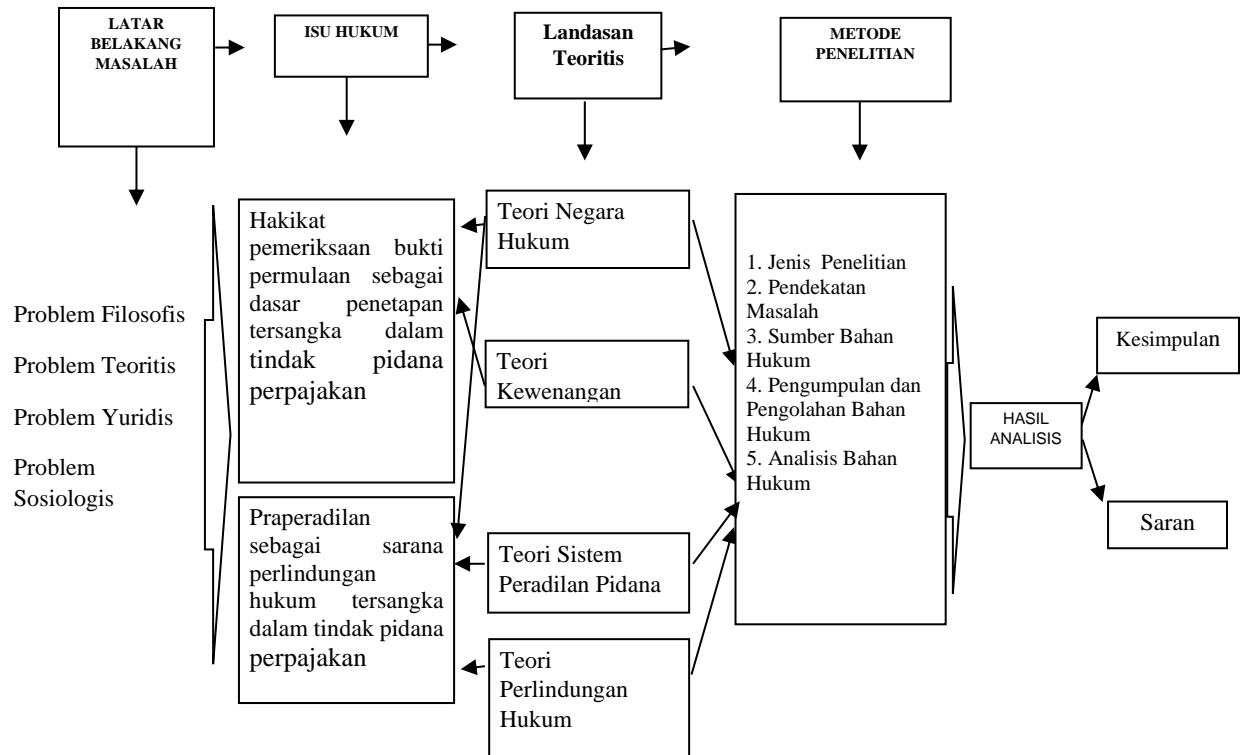 LATAR
BELAKANG
MASALAH
ISU HUKUM
Landasan
Teoritis
METODE
PENELITIAN
Problem Filosofis
Problem Teoritis
Problem Yuridis
Problem
Sosiologis
Hakikat
pemeriksaan bukti
permulaan sebagai
dasar penetapan
tersangka dalam
tindak pidana
perpajakan
Praperadilan
sebagai sarana
perlindungan
hukum tersangka
dalam tindak pidana
perpajakan
Teori Negara
Hukum
Teori
Kewenangan
Teori Sistem
Peradilan Pidana
Teori
Perlindungan
Hukum
1. Jenis Penelitian
2. Pendekatan
Masalah
3. Sumber Bahan
Hukum
4. Pengumpulan dan
Pengolahan Bahan
Hukum
5. Analisis Bahan
Hukum
HASIL
ANALISIS
Kesimpulan
Saran